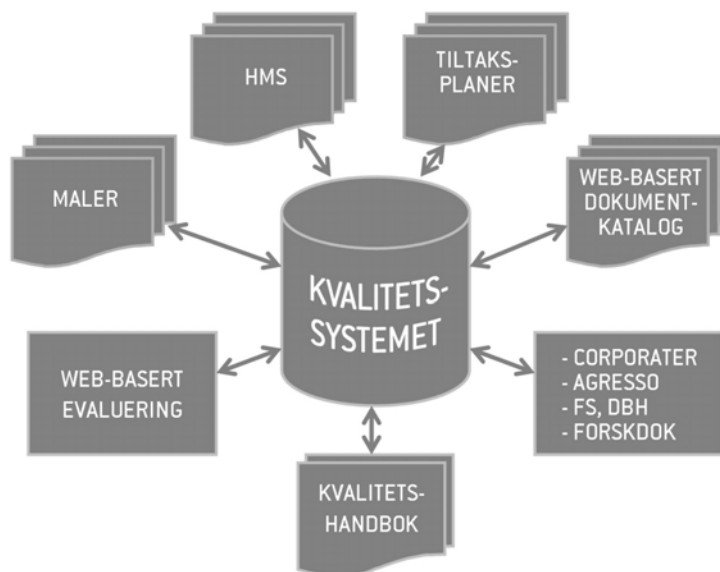 HMS
TILTAKS-
PLANER
MALER
WEB-BASERT
DOKUMENT-
KATALOG
KVALITETS-
SYSTEMET
WEB-BASERT
EVALUERING
- CORPORATER
- AGRESSO
- FS, DBH
- FORSKDOK
KVALITETS-
HANDBOK